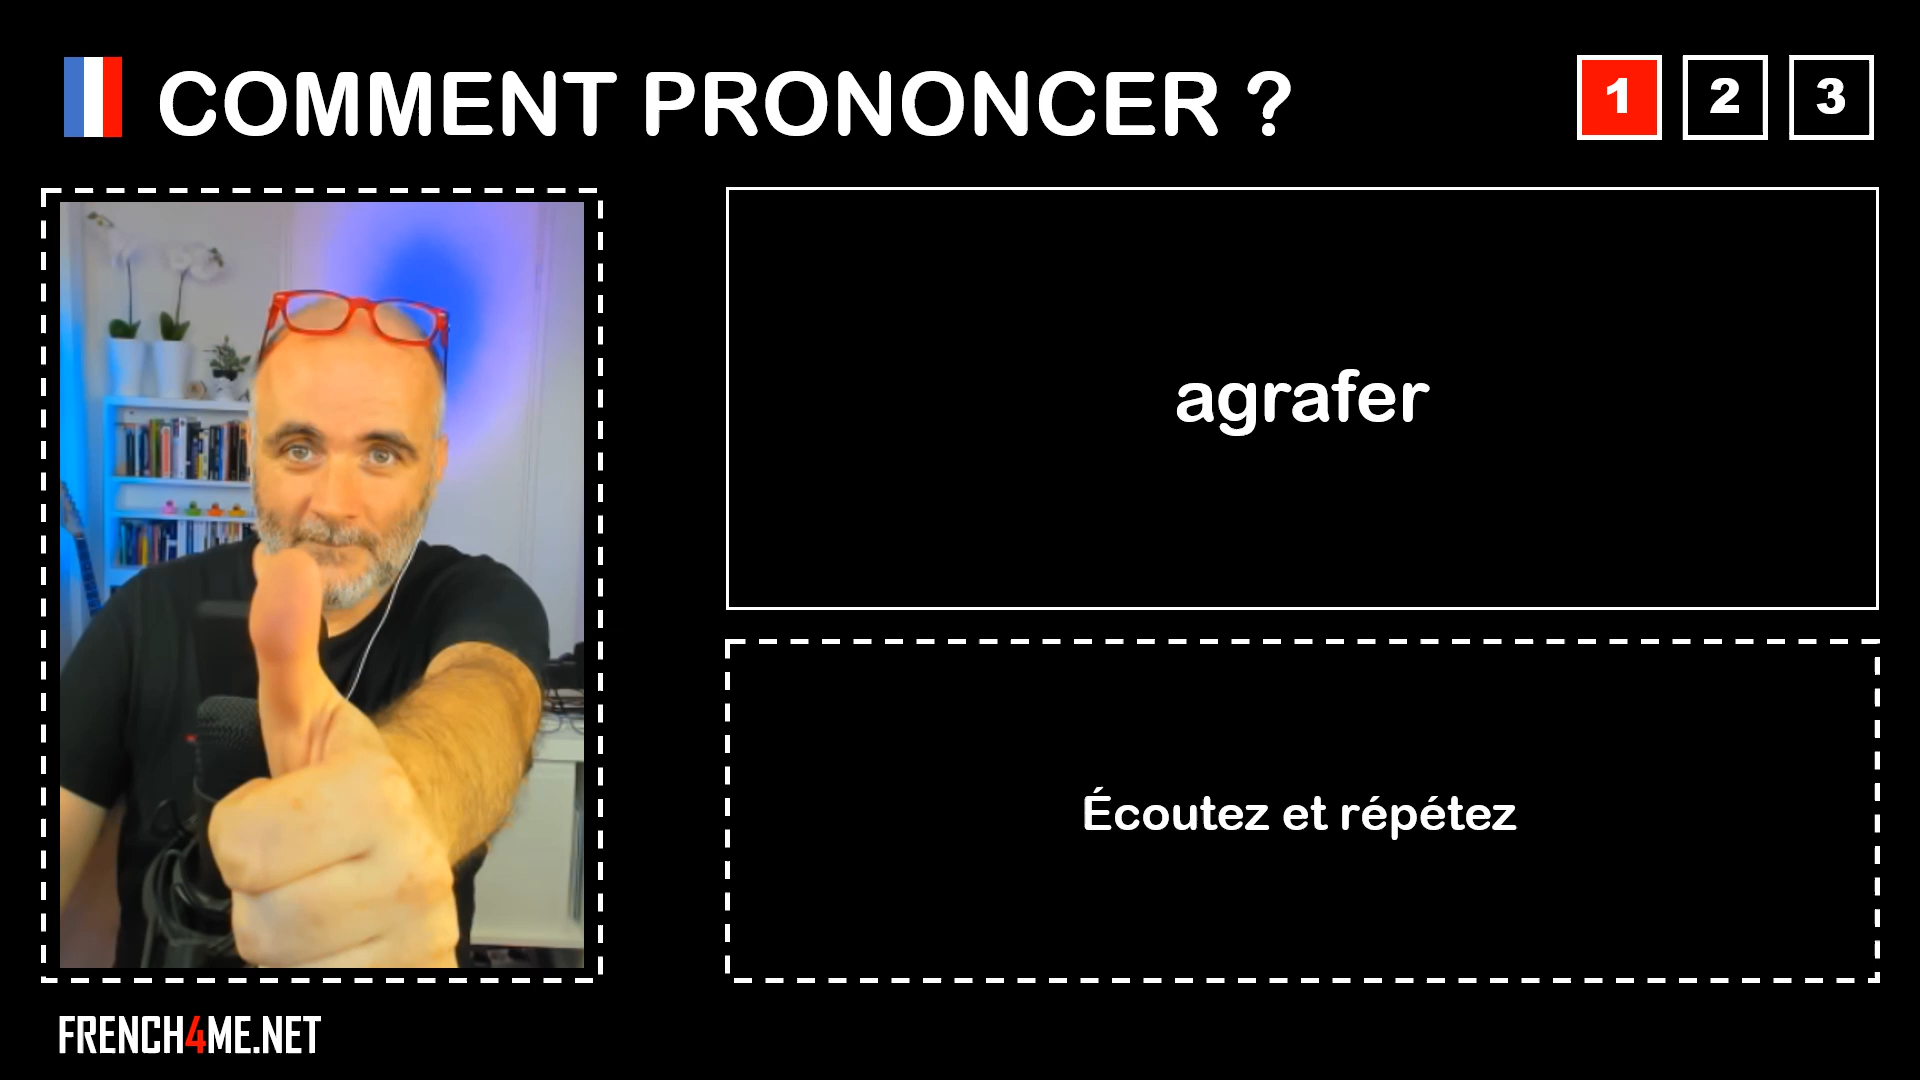 COMMENT PRONONCER ?
1 2 3
agrafer
Écoutez et répétez
FRENCH4ME.NET